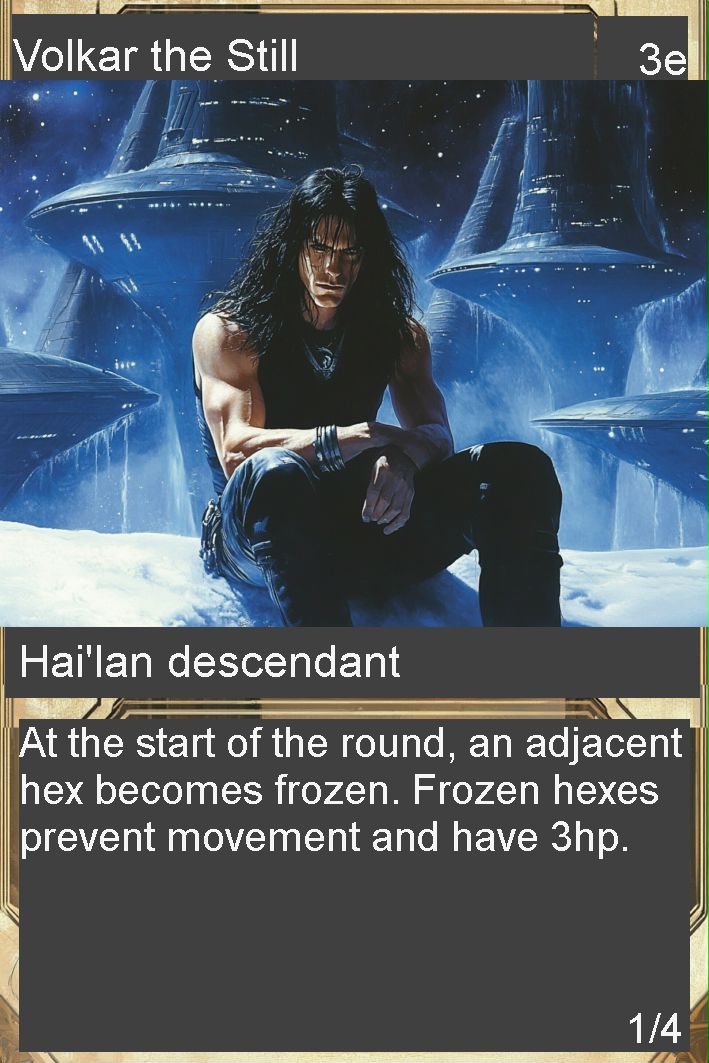 Volkar the Still
3e
Hai'lan descendant
At the start of the round, an adjacent
hex becomes frozen. Frozen hexes
prevent movement and have 3hp.
1/4